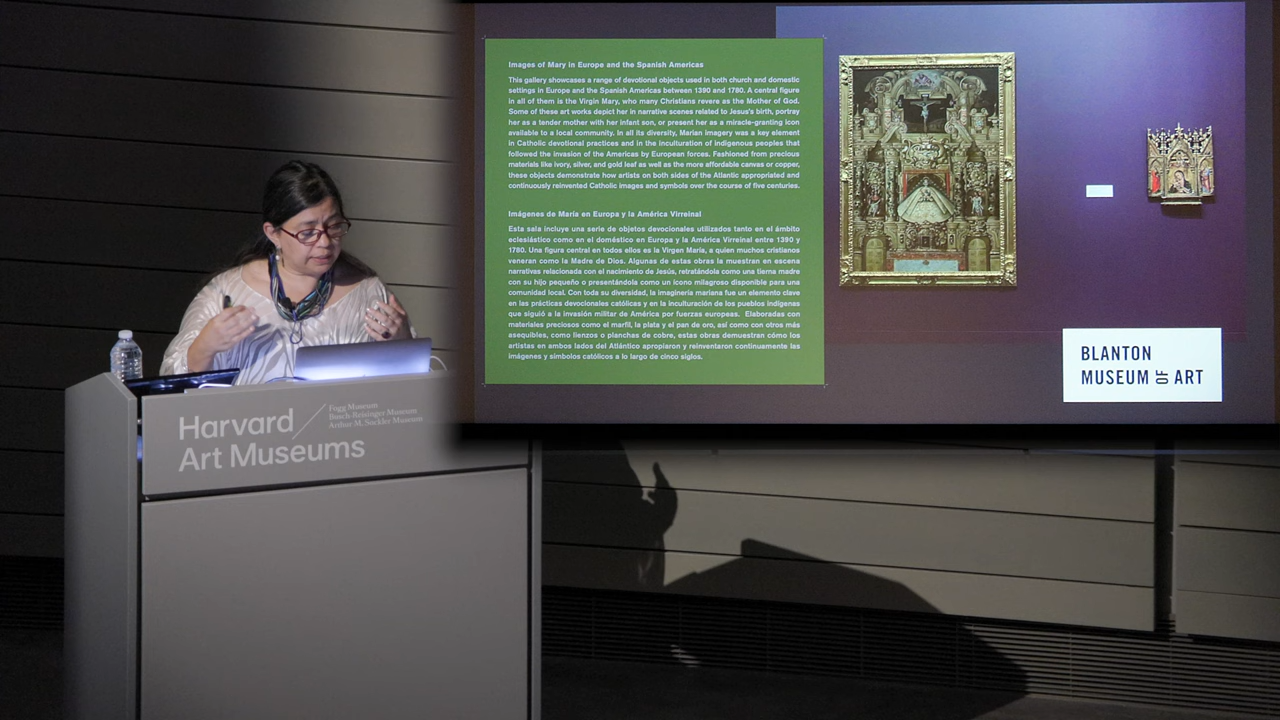 Images of Mary in Europe and the Spanish Americas
This gallery showcases a range of devotional objects used in both church and domestic
settings in Europe and the Spanish Americas between 1390 and 1780. A central figure
in all of them is the Virgin Mary, who many Christians revere as the Mother of God.
Some of these art works depict her in narrative scenes related to Jesus's birth, portray
her as a tender mother with her infant son, or present her as a miracle-granting icon
available to a local community. In all its diversity, Marian imagery was a key element
in Catholic devotional practices and in the inculturation of indigenous peoples that
followed the invasion of the Americas by European forces. Fashioned from precious
materials like ivory, silver, and gold leaf as well as the more affordable canvas or copper,
these objects demonstrate how artists on both sides of the Atlantic appropriated and
continuously reinvented Catholic images and symbols over the course of five centuries.
Imágenes de María en Europa y la América Virreinal
Esta sala incluye una serie de objetos devocionales utilizados tanto en el ámbito
eclesiástico como en el doméstico en Europa y la América Virreinal entre 1390 y
1780. Una figura central en todos ellos es la Virgen María, a quien muchos cristianos
veneran como la Madre de Dios. Algunas de estas obras la muestran en escena
narrativas relacionada con el nacimiento de Jesús, retratándola como una tierna madre
con su hijo pequeño o presentándola como un ícono milagroso disponible para una
comunidad local. Con toda su diversidad, la imaginería mariana fue un elemento clave
en las prácticas devocionales católicas y en la inculturación de los pueblos indígenas
que siguió a la invasión militar de América por fuerzas europeas. Elaboradas con
materiales preciosos como el marfil, la plata y el pan de oro, así como con otros más
asequibles, como lienzos o planchas de cobre, estas obras demuestran cómo los
artistas en ambos lados del Atlántico apropiaron y reinventaron continuamente las
imágenes y símbolos católicos a lo largo de cinco siglos.
BLANTON
MUSEUM OF ART
Harvard
Art Museums
Fogg Museum
Busch-Reisinger Museum
Arthur M. Sackler Museum